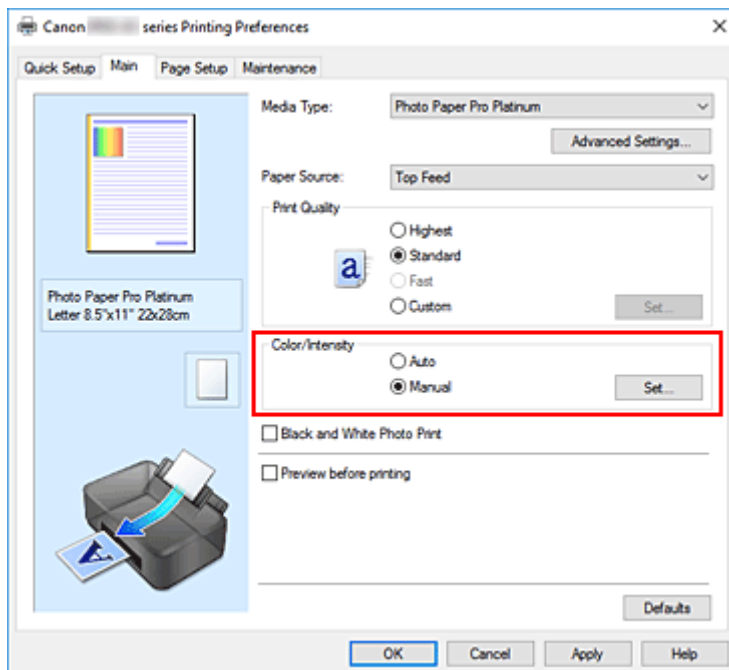 Canon series Printing Preferences
Quick Setup Main Page Setup Maintenance
Media Type: Photo Paper Pro Platinum
Advanced Settings...
Paper Source: Top Feed
Print Quality
Highest
a Standard
Fast
Custom Set...
Photo Paper Pro Platinum
Letter 8.5"x11" 22x28cm
Color/Intensity
Auto
Manual Set...
Black and White Photo Print
Preview before printing
A
Defaults
OK Cancel Apply Help